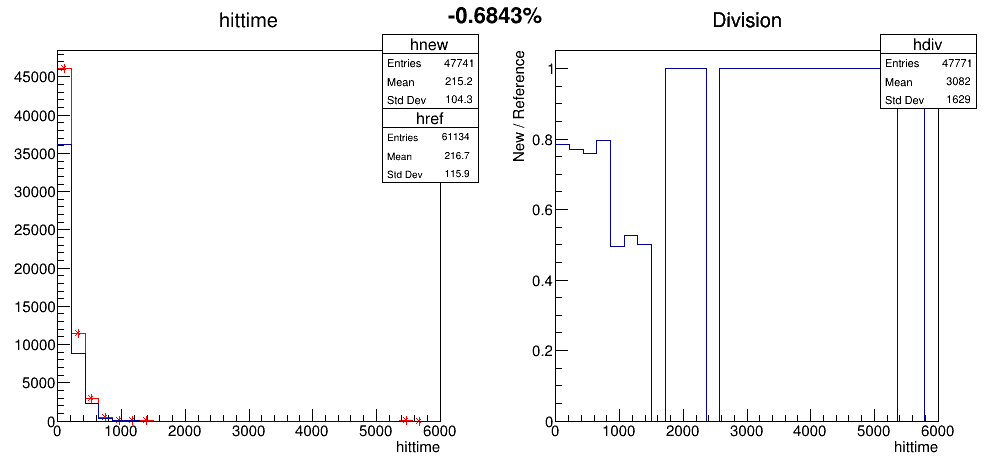 -0.6843%
hittime
hnew
Entries 47741
Mean 215.2
Std Dev 104.3
href
Entries 61134
Mean 216.7
Std Dev 115.9
45000
40000
35000
30000
25000
20000
15000
10000
5000
0
0 1000 2000 3000 4000 5000 6000
hittime
Division
hdiv
Entries 47771
Mean 3082
Std Dev 1629
New / Reference
1
0.8
0.6
0.4
0.2
0
0 1000 2000 3000 4000 5000 6000
hittime